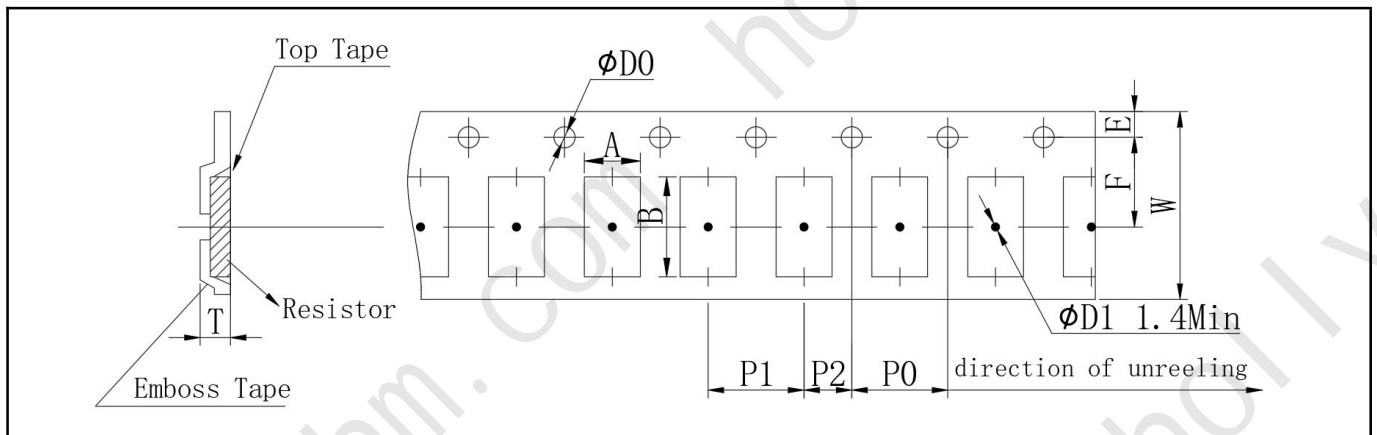 Top Tape
ϕD0
E
A
F
B
W
Resistor
T
ϕD1 1.4Min
P1 P2 P0
direction of unreeling
Emboss Tape